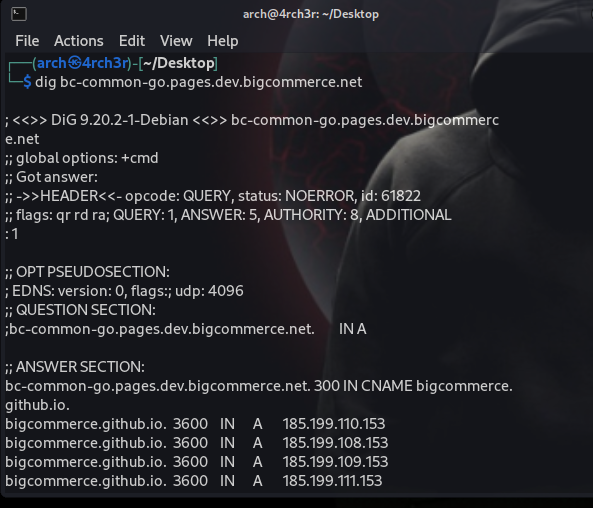 arch@4rch3r: ~/Desktop
File Actions Edit View Help
┌──(arch㉿4rch3r)-[~/Desktop]
└─$ dig bc-common-go.pages.dev.bigcommerce.net
; <<>> DiG 9.20.2-1-Debian <<>> bc-common-go.pages.dev.bigcommerc
e.net
;; global options: +cmd
;; Got answer:
;; ->>HEADER<<- opcode: QUERY, status: NOERROR, id: 61822
;; flags: qr rd ra; QUERY: 1, ANSWER: 5, AUTHORITY: 8, ADDITIONAL
: 1
;; OPT PSEUDOSECTION:
; EDNS: version: 0, flags:; udp: 4096
;; QUESTION SECTION:
;bc-common-go.pages.dev.bigcommerce.net. IN A
;; ANSWER SECTION:
bc-common-go.pages.dev.bigcommerce.net. 300 IN CNAME bigcommerce.
github.io.
bigcommerce.github.io. 3600 IN A 185.199.110.153
bigcommerce.github.io. 3600 IN A 185.199.108.153
bigcommerce.github.io. 3600 IN A 185.199.109.153
bigcommerce.github.io. 3600 IN A 185.199.111.153